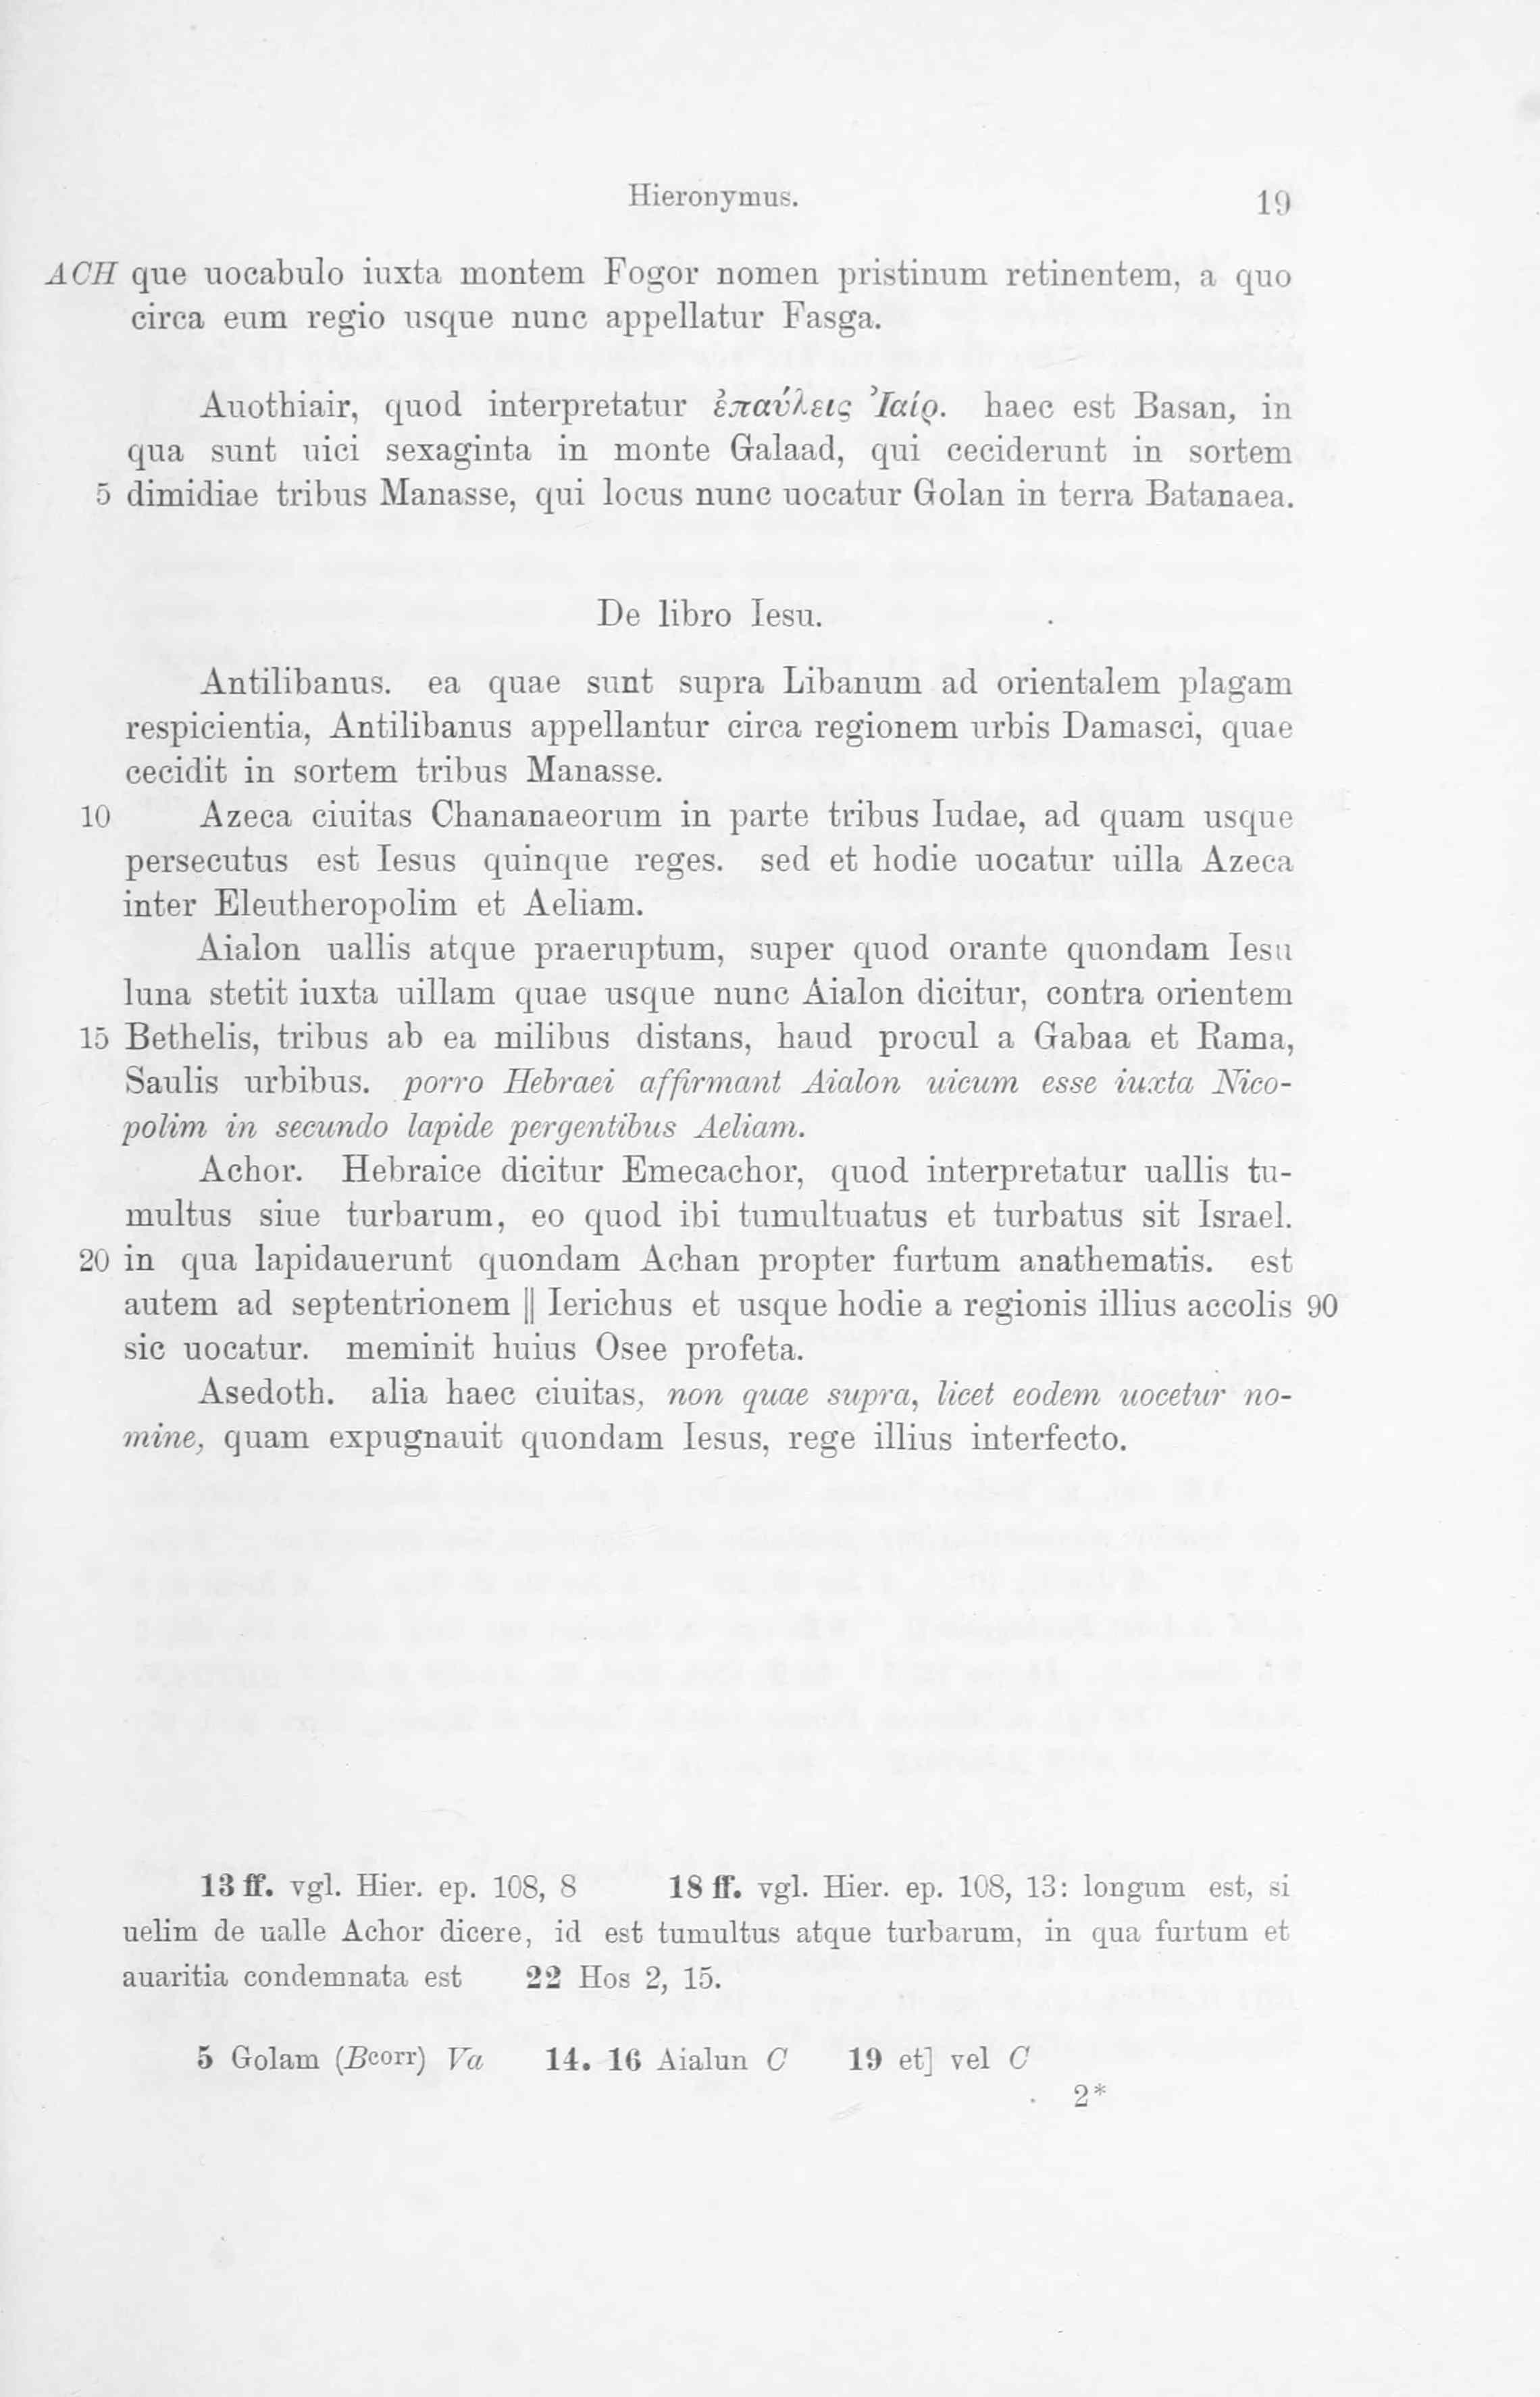 Hieronymus. 19
ACH que uocabulo iuxta montem Fogor nomen pristinum retinentem, a quo
circa eum regio usque nunc appellatur Fasga.
Auothiair, quod interpretatur ἐπαύλεις Ἰαίρ. haec est Basan, in
qua sunt uici sexaginta in monte Galaad, qui ceciderunt in sortem
5 dimidiae tribus Manasse, qui locus nunc uocatur Golan in terra Batanaea.
De libro Iesu.
Antilibanus. ea quae sunt supra Libanum ad orientalem plagam
respicientia, Antilibanus appellantur circa regionem urbis Damasci, quae
cecidit in sortem tribus Manasse.
10 Azeca ciuitas Chananaeorum in parte tribus Iudae, ad quam usque
persecutus est Iesus quinque reges. sed et hodie uocatur uilla Azeca
inter Eleutheropolim et Aeliam.
Aialon uallis atque praeruptum, super quod orante quondam Iesu
luna stetit iuxta uillam quae usque nunc Aialon dicitur, contra orientem
15 Bethelis, tribus ab ea milibus distans, haud procul a Gabaa et Rama,
Saulis urbibus. porro Hebraei affirmant Aialon uicum esse iuxta Nico-
polim in secundo lapide pergentibus Aeliam.
Achor. Hebraice dicitur Emecachor, quod interpretatur uallis tu-
multus siue turbarum, eo quod ibi tumultuatus et turbatus sit Israel.
20 in qua lapidauerunt quondam Achan propter furtum anathematis. est
autem ad septentrionem || Ierichus et usque hodie a regionis illius accolis 90
sic uocatur. meminit huius Osee profeta.
Asedoth. alia haec ciuitas, non quae supra, licet eodem uocetur no-
mine, quam expugnauit quondam Iesus, rege illius interfecto.
13 ff. vgl. Hier. ep. 108, 8 18 ff. vgl. Hier. ep. 108, 13: longum est, si
uelim de ualle Achor dicere, id est tumultus atque turbarum, in qua furtum et
auaritia condemnata est 22 Hos 2, 15.
5 Golam (Bcorr) Va 14. 16 Aialun C 19 et] vel C
2*